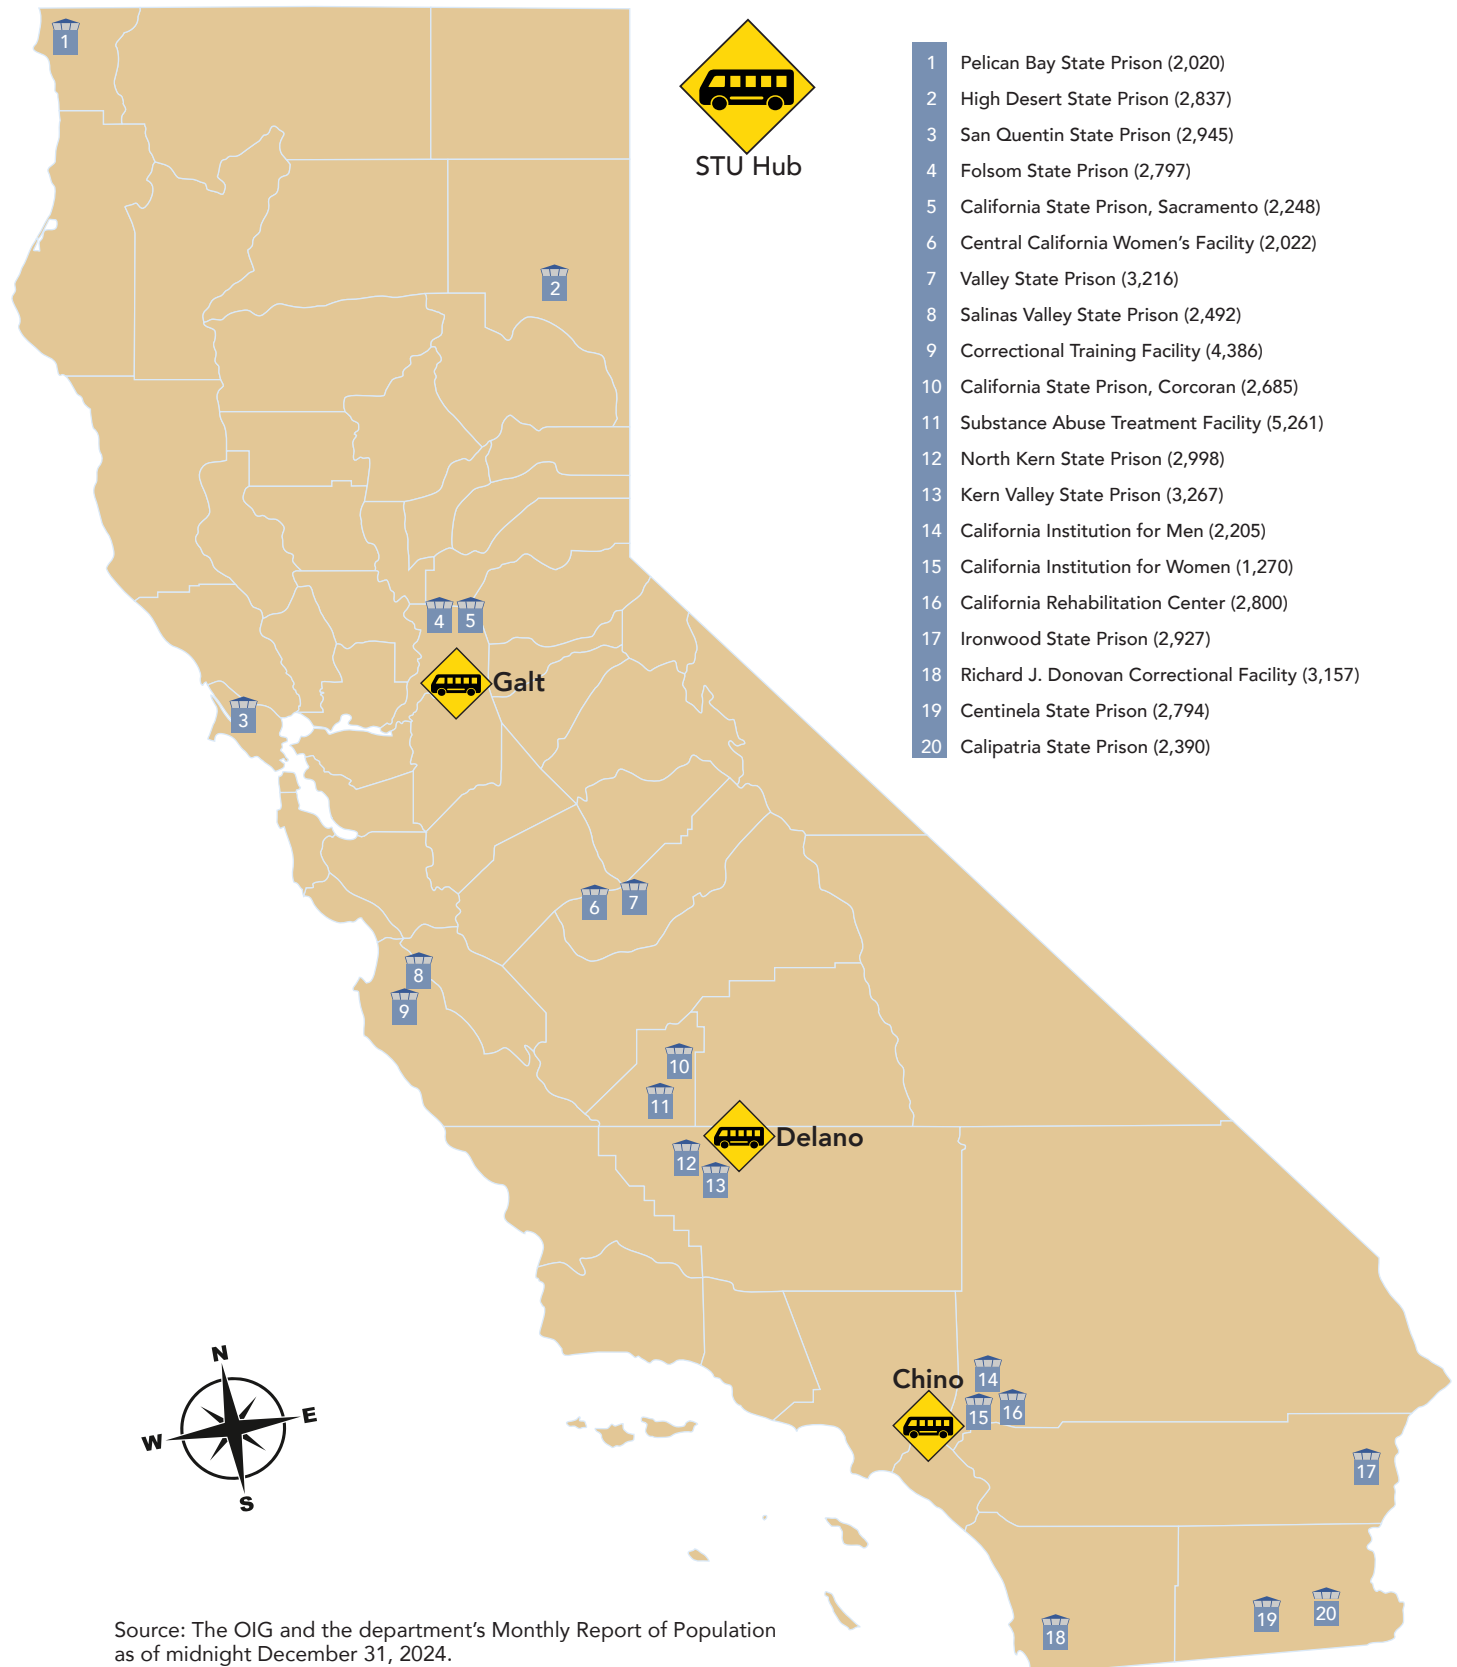 STU Hub
1 Pelican Bay State Prison (2,020)
2 High Desert State Prison (2,837)
3 San Quentin State Prison (2,945)
4 Folsom State Prison (2,797)
5 California State Prison, Sacramento (2,248)
6 Central California Women’s Facility (2,022)
7 Valley State Prison (3,216)
8 Salinas Valley State Prison (2,492)
9 Correctional Training Facility (4,386)
10 California State Prison, Corcoran (2,685)
11 Substance Abuse Treatment Facility (5,261)
12 North Kern State Prison (2,998)
13 Kern Valley State Prison (3,267)
14 California Institution for Men (2,205)
15 California Institution for Women (1,270)
16 California Rehabilitation Center (2,800)
17 Ironwood State Prison (2,927)
18 Richard J. Donovan Correctional Facility (3,157)
19 Centinela State Prison (2,794)
20 Calipatria State Prison (2,390)
1
2
4 5
Galt
3
6 7
8
9
10
11
Delano
12
13
Chino
14
15 16
17
18
19 20
N
E
W
S
Source: The OIG and the department’s Monthly Report of Population
as of midnight December 31, 2024.